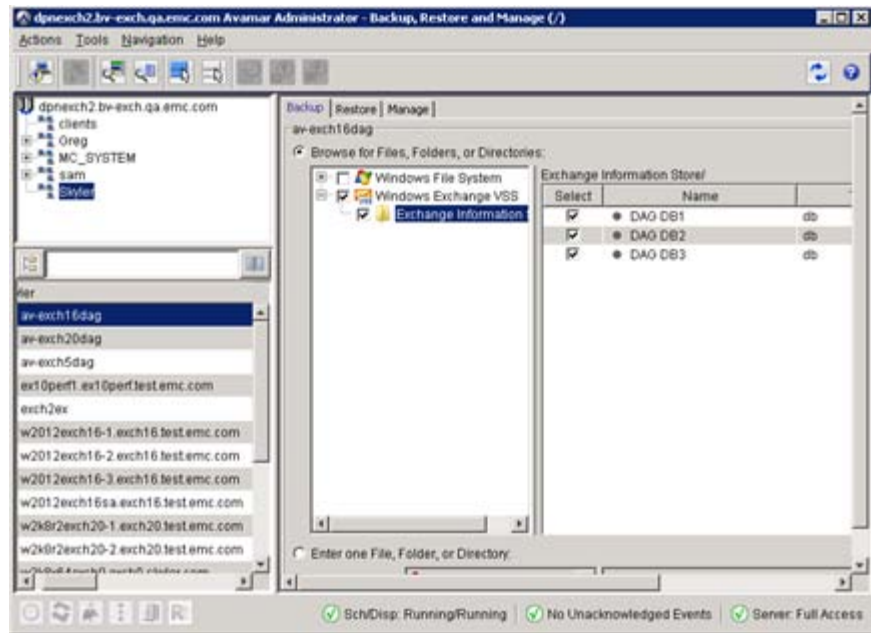 dpnexch2.bv-exch.qa.emc.com Avamar Administrator - Backup, Restore and Manage (/)
Actions Tools Navigation Help
dpnexch2.bv-exch.qa.emc.com
clients
Greg
MC_SYSTEM
sam
Skyler
av-exch16dag
av-exch20dag
av-exch5dag
ex10perf1.ex10perf.test.emc.com
exch2ex
w2012exch16-1.exch16.test.emc.com
w2012exch16-2.exch16.test.emc.com
w2012exch16-3.exch16.test.emc.com
w2012exch16sa.exch16.test.emc.com
w2k8r2exch20-1.exch20.test.emc.com
w2k8r2exch20-2.exch20.test.emc.com
Backup Restore Manage
av-exch16dag
Browse for Files, Folders, or Directories:
Windows File System
Windows Exchange VSS
Exchange Information
Exchange Information Store/
Select Name
DAG DB1 db
DAG DB2 db
DAG DB3 db
Enter one File, Folder, or Directory:
Sch/Disp: Running/Running No Unacknowledged Events Server: Full Access